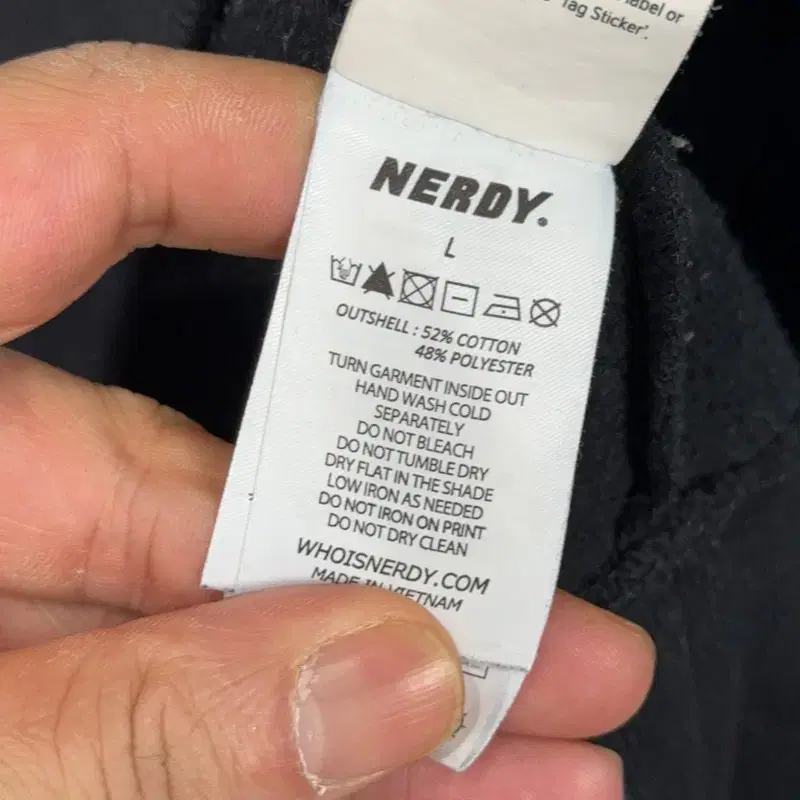 label or
Tag Sticker'.
NERDY.
L
OUTSHELL : 52% COTTON
48% POLYESTER
TURN GARMENT INSIDE OUT
HAND WASH COLD
SEPARATELY
DO NOT BLEACH
DO NOT TUMBLE DRY
DRY FLAT IN THE SHADE
LOW IRON AS NEEDED
DO NOT IRON ON PRINT
DO NOT DRY CLEAN
WHOISNERDY.COM
MADE IN VIETNAM